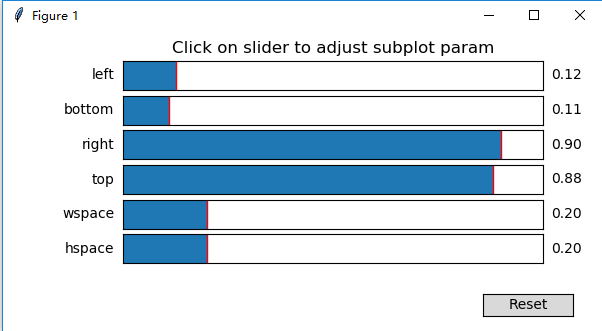 Figure 1
Click on slider to adjust subplot param
left 0.12
bottom 0.11
right 0.90
top 0.88
wspace 0.20
hspace 0.20
Reset